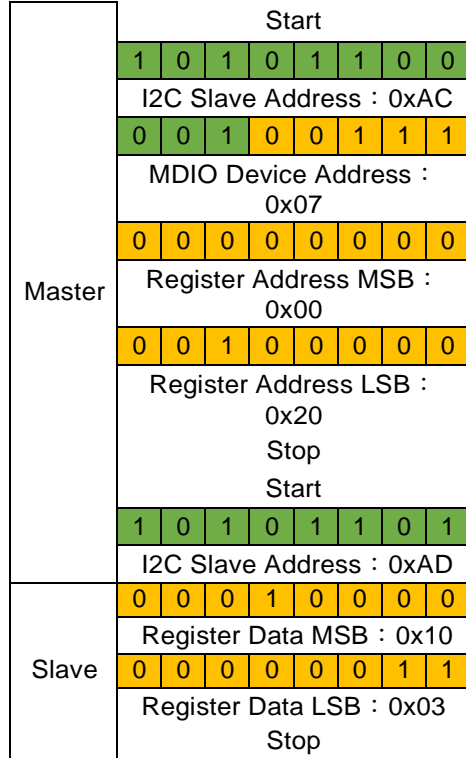 Start
1 0 1 0 1 1 0 0
I2C Slave Address：0xAC
0 0 1 0 0 1 1 1
MDIO Device Address：
0x07
0 0 0 0 0 0 0 0
Master
Register Address MSB：
0x00
0 0 1 0 0 0 0 0
Register Address LSB：
0x20
Stop
Start
1 0 1 0 1 1 0 1
I2C Slave Address：0xAD
0 0 0 1 0 0 0 0
Register Data MSB：0x10
Slave
0 0 0 0 0 0 1 1
Register Data LSB：0x03
Stop